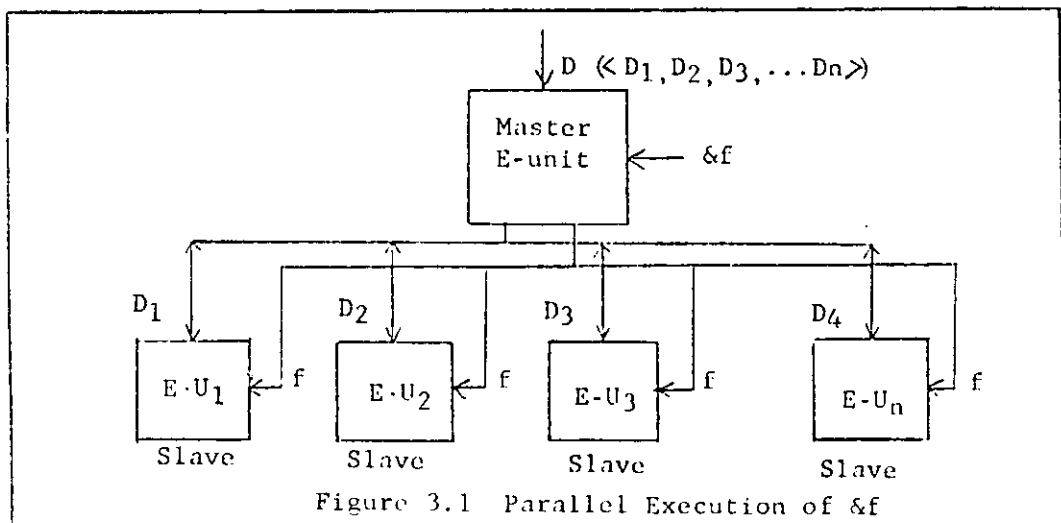 D (<D1,D2,D3,...Dn>)
Master
E-unit
&f
D1
D2
D3
D4
E·U1
f
E·U2
f
E-U3
f
E-Un
f
Slave
Slave
Slave
Slave
Figure 3.1 Parallel Execution of &f